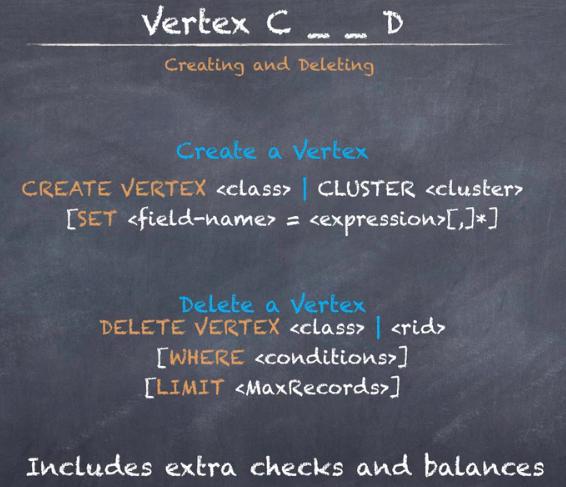 Vertex C _ _ D
Creating and Deleting
Create a Vertex
CREATE VERTEX <class> | CLUSTER <cluster>
[SET <field-name> = <expression>[,]*]
Delete a Vertex
DELETE VERTEX <class> | <rid>
[WHERE <conditions>]
[LIMIT <MaxRecords>]
Includes extra checks and balances